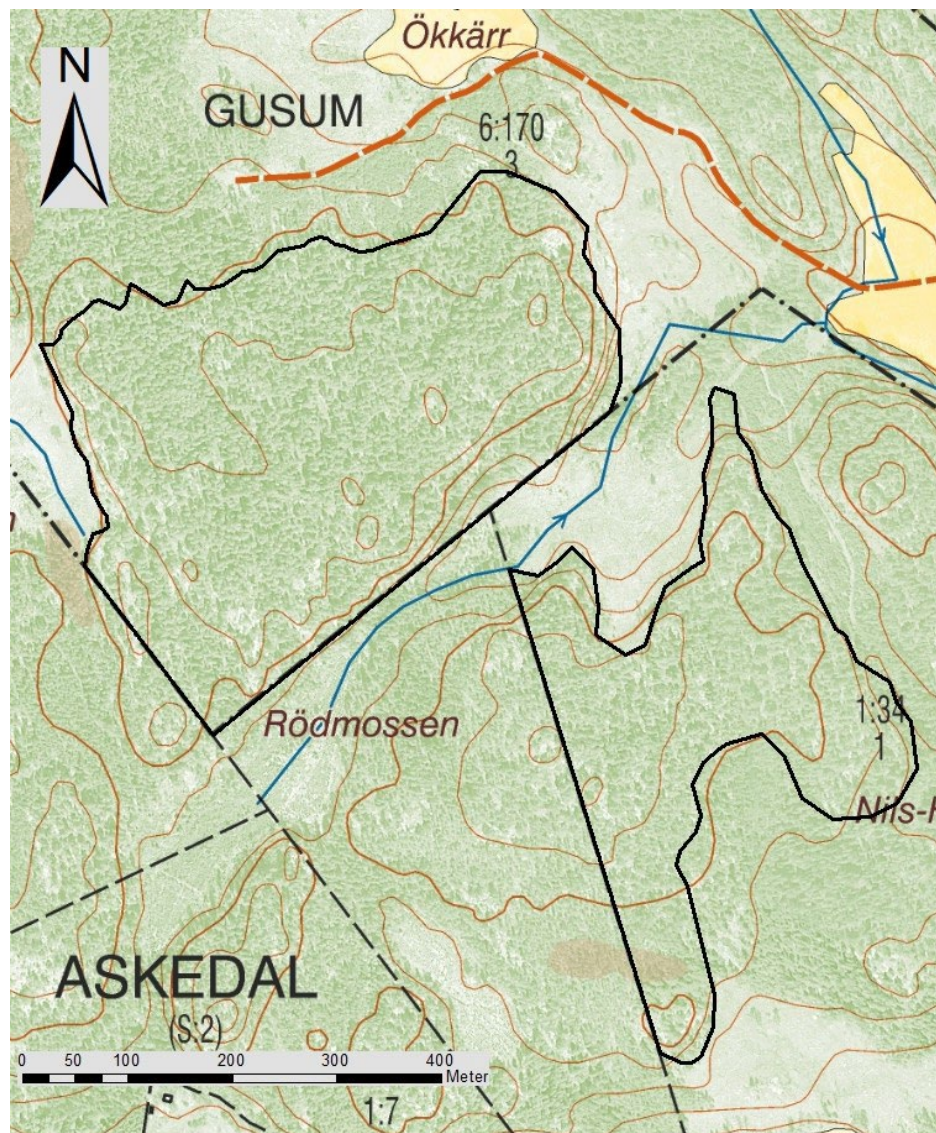 Ökkärr
N
GUSUM
6:170
3
Rödmossen
1:34
1
Nils-
ASKEDAL
(S:2)
0 50 100 200 300 400
Meter
1:7